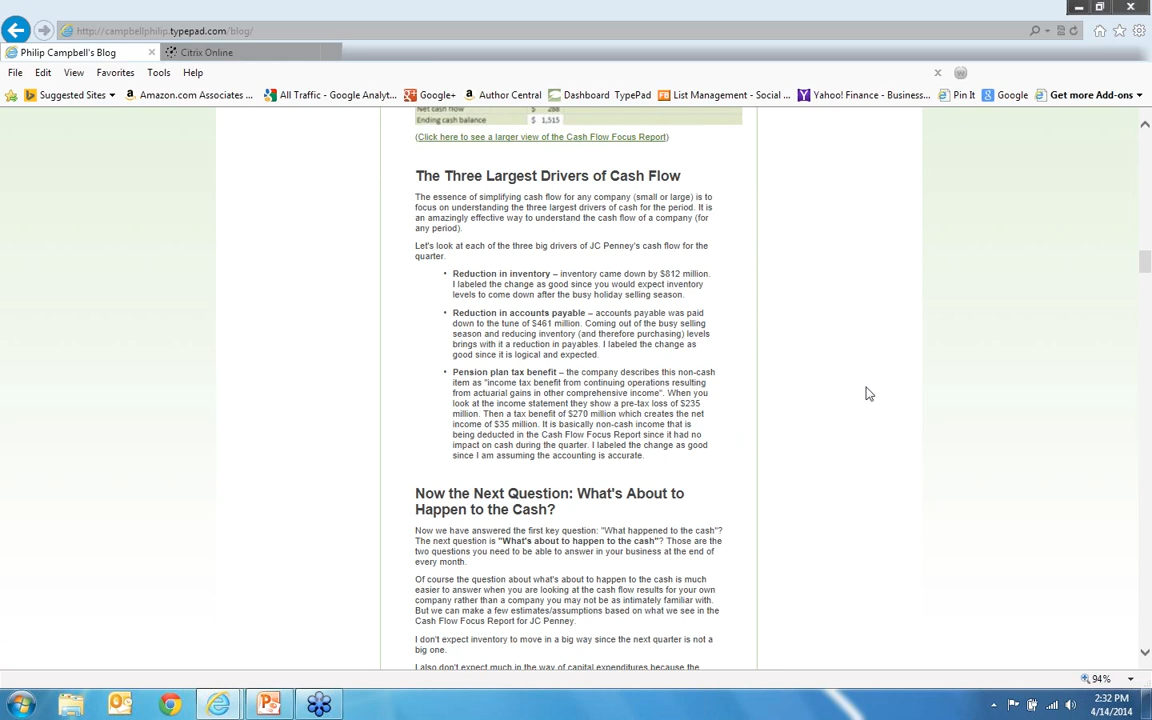 http://campbellphilip.typepad.com/blog/
Philip Campbell's Blog
Citrix Online
File Edit View Favorites Tools Help
Suggested Sites
Amazon.com Associates ...
All Traffic - Google Analyt...
Google+
Author Central
Dashboard TypePad
List Management - Social ...
Yahoo! Finance - Business...
Pin It
Google
Get more Add-ons
Net cash flow $ 288
Ending cash balance $ 1,515
(Click here to see a larger view of the Cash Flow Focus Report)
The Three Largest Drivers of Cash Flow
The essence of simplifying cash flow for any company (small or large) is to
focus on understanding the three largest drivers of cash for the period. It is
an amazingly effective way to understand the cash flow of a company (for
any period).
Let's look at each of the three big drivers of JC Penney's cash flow for the
quarter.
• Reduction in inventory – inventory came down by $812 million.
I labeled the change as good since you would expect inventory
levels to come down after the busy holiday selling season.
• Reduction in accounts payable – accounts payable was paid
down to the tune of $461 million. Coming out of the busy selling
season and reducing inventory (and therefore purchasing) levels
brings with it a reduction in payables. I labeled the change as
good since it is logical and expected.
• Pension plan tax benefit – the company describes this non-cash
item as "income tax benefit from continuing operations resulting
from actuarial gains in other comprehensive income". When you
look at the income statement they show a pre-tax loss of $235
million. Then a tax benefit of $270 million which creates the net
income of $35 million. It is basically non-cash income that is
being deducted in the Cash Flow Focus Report since it had no
impact on cash during the quarter. I labeled the change as good
since I am assuming the accounting is accurate.
Now the Next Question: What's About to
Happen to the Cash?
Now we have answered the first key question: "What happened to the cash"?
The next question is "What's about to happen to the cash"? Those are the
two questions you need to be able to answer in your business at the end of
every month.
Of course the question about what's about to happen to the cash is much
easier to answer when you are looking at the cash flow results for your own
company rather than a company you may not be as intimately familiar with.
But we can make a few estimates/assumptions based on what we see in the
Cash Flow Focus Report for JC Penney.
I don't expect inventory to move in a big way since the next quarter is not a
big one.
I also don't expect much in the way of capital expenditures because the
94%
2:32 PM
4/14/2014